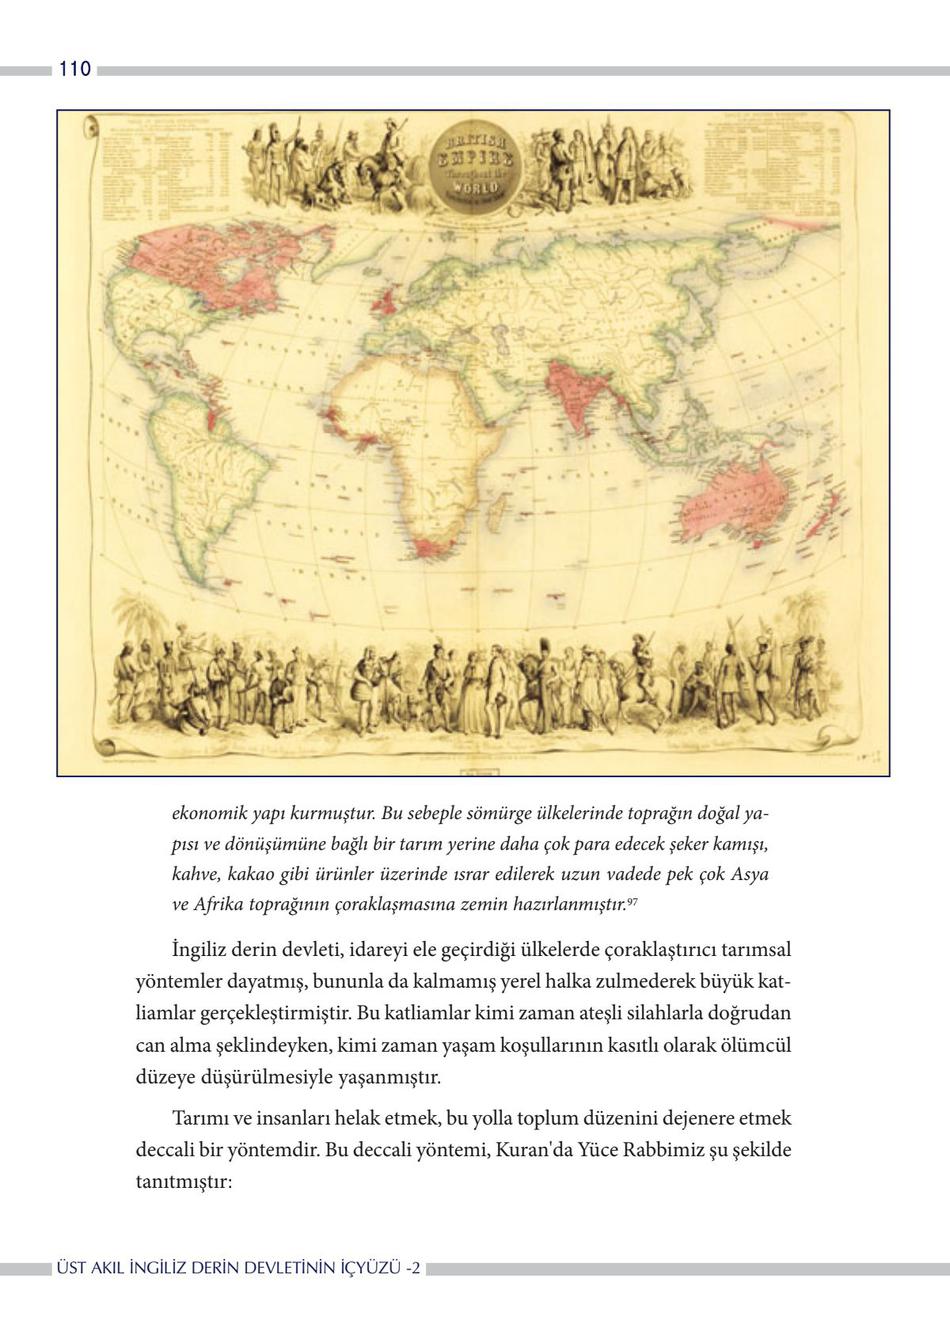 110
BRITISH
EMPIRE
Throughout the
WORLD
ekonomik yapı kurmuştur. Bu sebeple sömürge ülkelerinde toprağın doğal ya-
pısı ve dönüşümüne bağlı bir tarım yerine daha çok para edecek şeker kamışı,
kahve, kakao gibi ürünler üzerinde ısrar edilerek uzun vadede pek çok Asya
ve Afrika toprağının çoraklaşmasına zemin hazırlanmıştır.97
İngiliz derin devleti, idareyi ele geçirdiği ülkelerde çoraklaştırıcı tarımsal
yöntemler dayatmış, bununla da kalmamış yerel halka zulmederek büyük kat-
liamlar gerçekleştirmiştir. Bu katliamlar kimi zaman ateşli silahlarla doğrudan
can alma şeklindeyken, kimi zaman yaşam koşullarının kasıtlı olarak ölümcül
düzeye düşürülmesiyle yaşanmıştır.
Tarımı ve insanları helak etmek, bu yolla toplum düzenini dejenere etmek
deccali bir yöntemdir. Bu deccali yöntemi, Kuran'da Yüce Rabbimiz şu şekilde
tanıtmıştır:
ÜST AKIL İNGİLİZ DERİN DEVLETİNİN İÇYÜZÜ -2